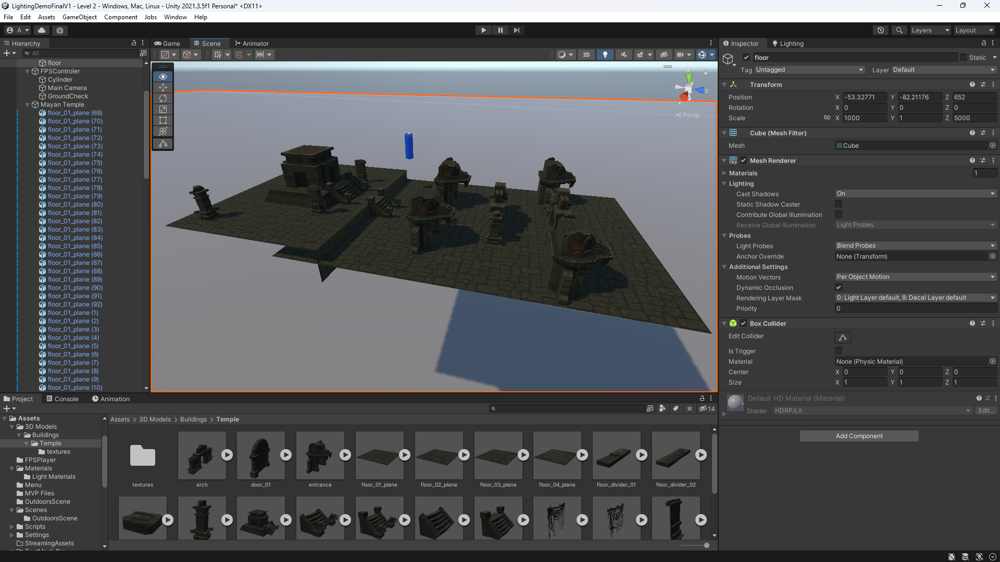 LightingDemoFinalV1 - Level 2 - Windows, Mac, Linux - Unity 2021.3.5f1 Personal* <DX11>
File Edit Assets GameObject Component Jobs Window Help
A Layers Layout
Hierarchy
All
floor
FPSControler
Cylinder
Main Camera
GroundCheck
Mayan Temple
floor_01_plane (69)
floor_01_plane (70)
floor_01_plane (71)
floor_01_plane (72)
floor_01_plane (73)
floor_01_plane (74)
floor_01_plane (75)
floor_01_plane (76)
floor_01_plane (77)
floor_01_plane (78)
floor_01_plane (79)
floor_01_plane (80)
floor_01_plane (81)
floor_01_plane (82)
floor_01_plane (83)
floor_01_plane (84)
floor_01_plane (85)
floor_01_plane (86)
floor_01_plane (87)
floor_01_plane (88)
floor_01_plane (89)
floor_01_plane (90)
floor_01_plane (91)
floor_01_plane (92)
floor_01_plane (1)
floor_01_plane (2)
floor_01_plane (3)
floor_01_plane (4)
floor_01_plane (5)
floor_01_plane (6)
floor_01_plane (7)
floor_01_plane (8)
floor_01_plane (9)
floor_01_plane (10)
Game Scene Animator
2D
y
z
x
Persp
Inspector Lighting
floor Static
Tag Untagged Layer Default
Transform
Position X -53.32771 Y -82.21176 Z 652
Rotation X 0 Y 0 Z 0
Scale X 1000 Y 1 Z 5000
Cube (Mesh Filter)
Mesh Cube
Mesh Renderer
Materials 1
Lighting
Cast Shadows On
Static Shadow Caster
Contribute Global Illumination
Receive Global Illumination Light Probes
Probes
Light Probes Blend Probes
Anchor Override None (Transform)
Additional Settings
Motion Vectors Per Object Motion
Dynamic Occlusion
Rendering Layer Mask 0: Light Layer default, 8: Decal Layer default
Priority 0
Box Collider
Edit Collider
Is Trigger
Material None (Physic Material)
Center X 0 Y 0 Z 0
Size X 1 Y 1 Z 1
Default HD Material (Material)
Shader HDRP/Lit Edit...
Add Component
Project Console Animation
14
Assets
3D Models
Buildings
Temple
textures
FPSPlayer
Materials
Light Materials
Menu
MVP Files
OutdoorsScene
Scenes
OutdoorsScene
Scripts
Settings
StreamingAssets
Assets > 3D Models > Buildings > Temple
textures arch door_01 entrance floor_01_plane floor_02_plane floor_03_plane floor_04_plane floor_divider_01 floor_divider_02